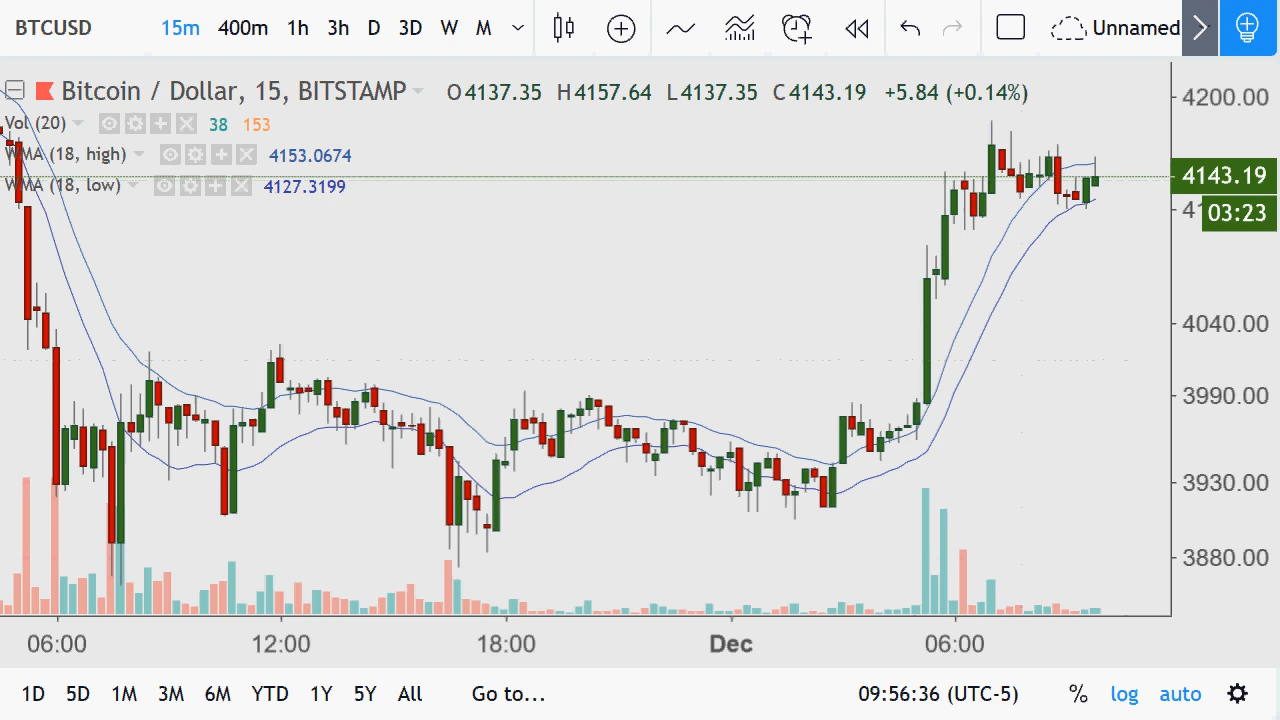 BTCUSD 15m 400m 1h 3h D 3D W M Unnamed
Bitcoin / Dollar, 15, BITSTAMP O4137.35 H4157.64 L4137.35 C4143.19 +5.84 (+0.14%)
Vol (20) 38 153
WMA (18, high) 4153.0674
WMA (18, low) 4127.3199
4200.00
4143.19
03:23
4040.00
3990.00
3930.00
3880.00
06:00 12:00 18:00 Dec 06:00
1D 5D 1M 3M 6M YTD 1Y 5Y All Go to... 09:56:36 (UTC-5) % log auto